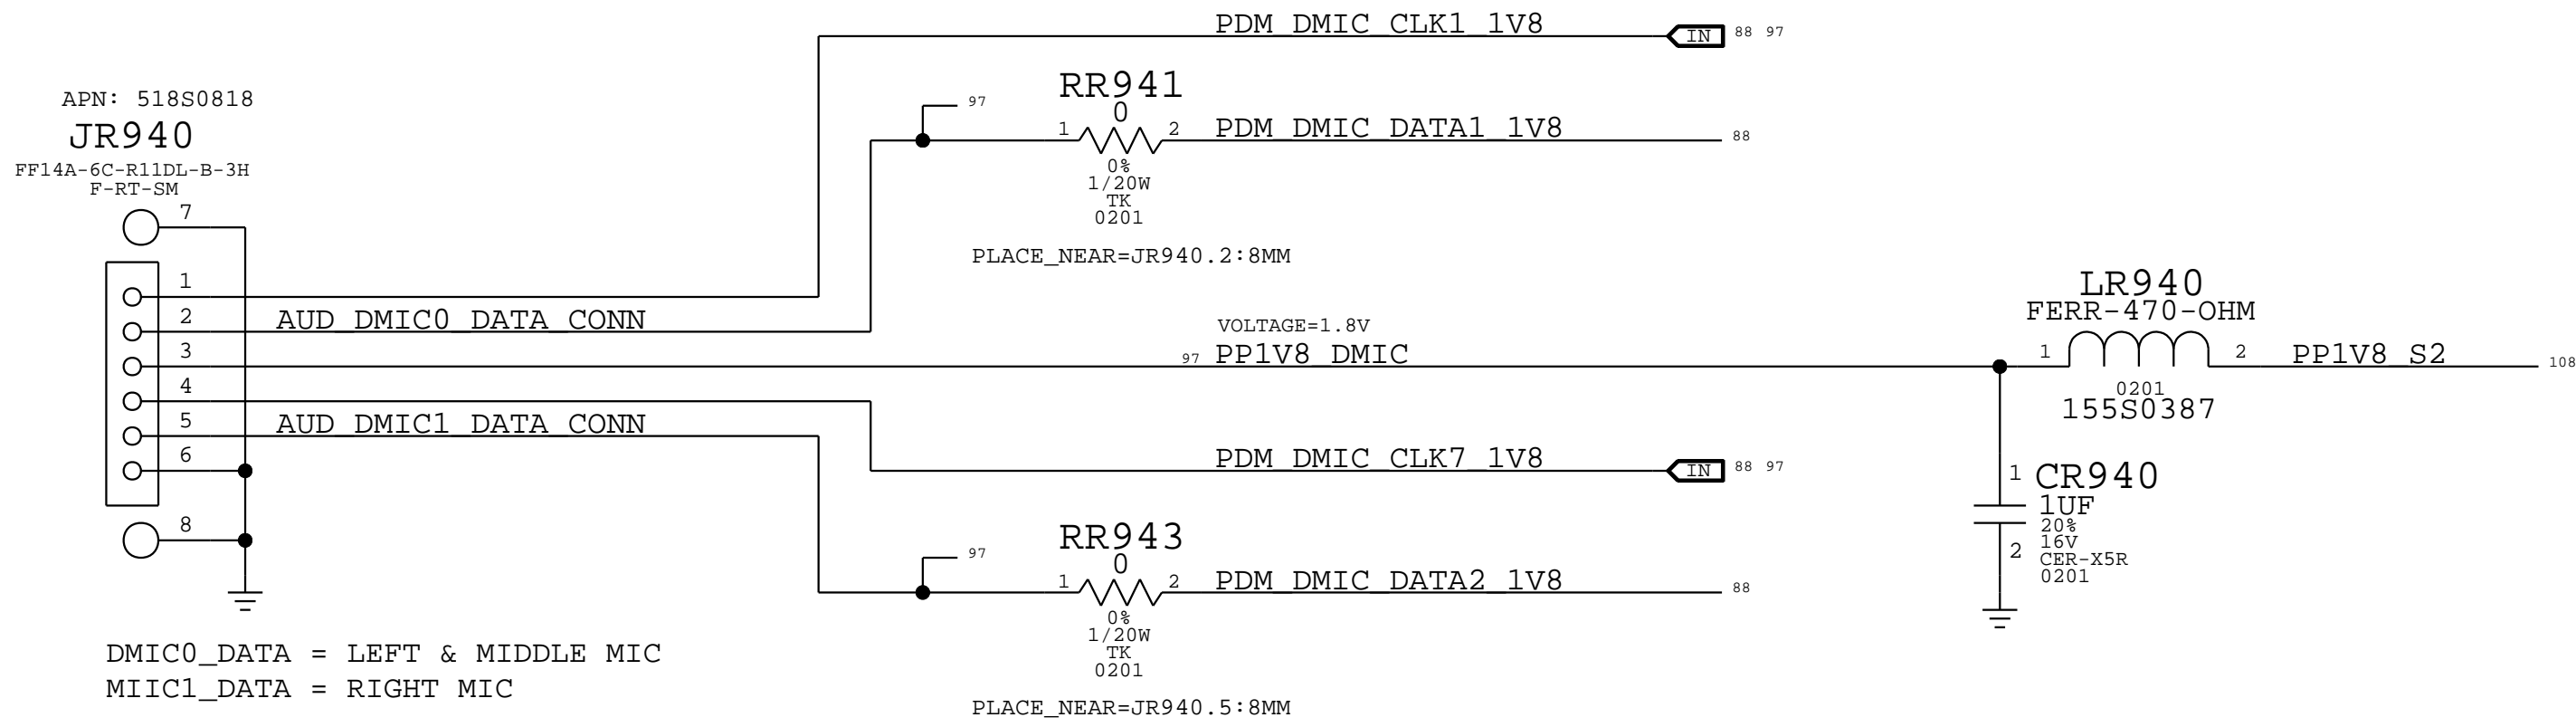 PDM_DMIC_CLK1_1V8
IN 88 97
APN: 518S0818
JR940
FF14A-6C-R11DL-B-3H
F-RT-SM
97
RR941
0
1 2
PDM_DMIC_DATA1_1V8
88
0%
1/20W
TK
0201
PLACE_NEAR=JR940.2:8MM
7
1
2 AUD_DMIC0_DATA_CONN
3
4
5 AUD_DMIC1_DATA_CONN
6
8
VOLTAGE=1.8V
97 PP1V8_DMIC
LR940
FERR-470-OHM
1 2
PP1V8_S2
108
0201
155S0387
PDM_DMIC_CLK7_1V8
IN 88 97
1 CR940
1UF
20%
16V
2 CER-X5R
0201
97
RR943
0
1 2
PDM_DMIC_DATA2_1V8
88
0%
1/20W
TK
0201
PLACE_NEAR=JR940.5:8MM
DMIC0_DATA = LEFT & MIDDLE MIC
MIIC1_DATA = RIGHT MIC